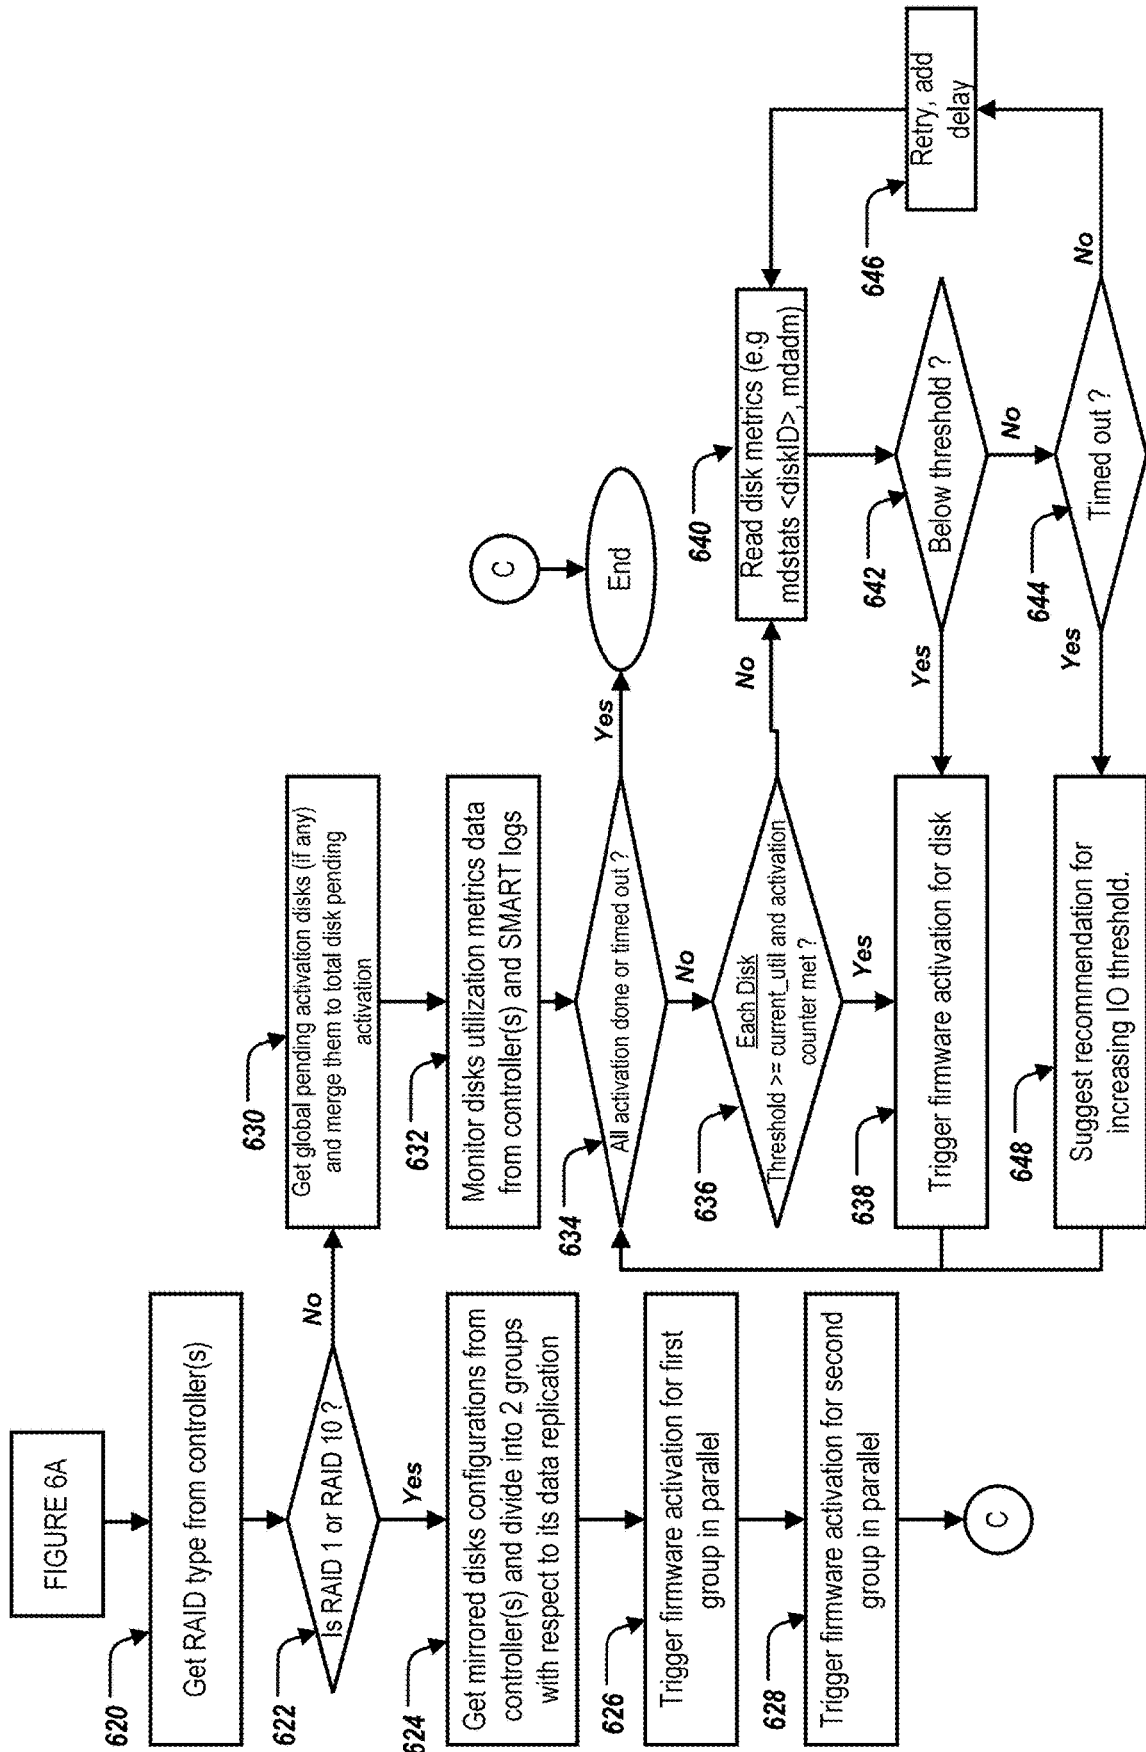 FIGURE 6A
620
Get RAID type from controller(s)
622
Is RAID 1 or RAID 10 ?
No
Yes
624
Get mirrored disks configurations from
controller(s) and divide into 2 groups
with respect to its data replication
626
Trigger firmware activation for first
group in parallel
628
Trigger firmware activation for second
group in parallel
C
630
Get global pending activation disks (if any)
and merge them to total disk pending
activation
632
Monitor disks utilization metrics data
from controller(s) and SMART logs
634
All activation done or timed out ?
Yes
No
C
End
636
Each Disk
Threshold >= current_util and activation
counter met ?
No
Yes
638
Trigger firmware activation for disk
640
Read disk metrics (e.g
mdstats <diskID>, mdadm)
642
Below threshold ?
Yes
No
644
Timed out ?
Yes
No
646
Retry, add
delay
648
Suggest recommendation for
increasing IO threshold.